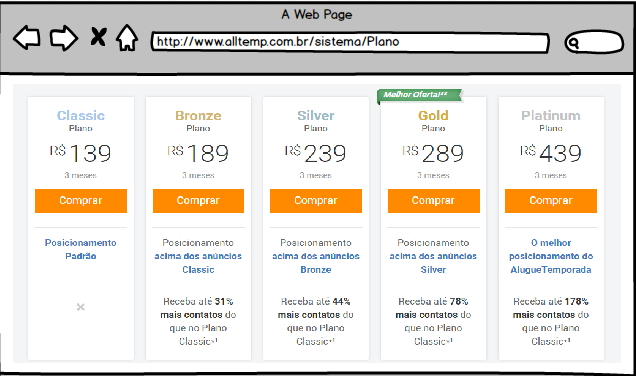 A Web Page
http://www.alltemp.com.br/sistema/Plano
Classic
Plano
R$ 139
3 meses
Comprar
Posicionamento
Padrão
×
Bronze
Plano
R$ 189
3 meses
Comprar
Posicionamento
acima dos anúncios
Classic
Receba até 31%
mais contatos do
que no Plano
Classic*¹
Silver
Plano
R$ 239
3 meses
Comprar
Posicionamento
acima dos anúncios
Bronze
Receba até 44%
mais contatos do
que no Plano
Classic*¹
Melhor Oferta!**
Gold
Plano
R$ 289
3 meses
Comprar
Posicionamento
acima dos anúncios
Silver
Receba até 78%
mais contatos do
que no Plano
Classic*¹
Platinum
Plano
R$ 439
3 meses
Comprar
O melhor
posicionamento do
AlugueTemporada
Receba até 178%
mais contatos do
que no Plano
Classic*¹